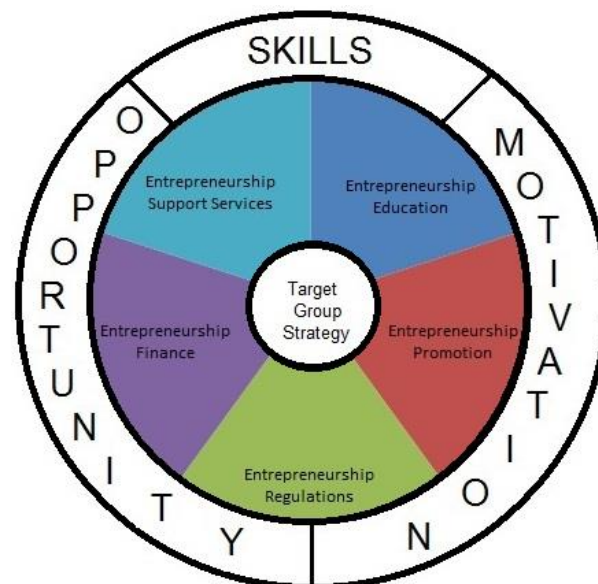 SKILLS
MOTIVATION
OPPORTUNITY
Entrepreneurship
Support Services
Entrepreneurship
Education
Entrepreneurship
Finance
Target
Group
Strategy
Entrepreneurship
Promotion
Entrepreneurship
Regulations